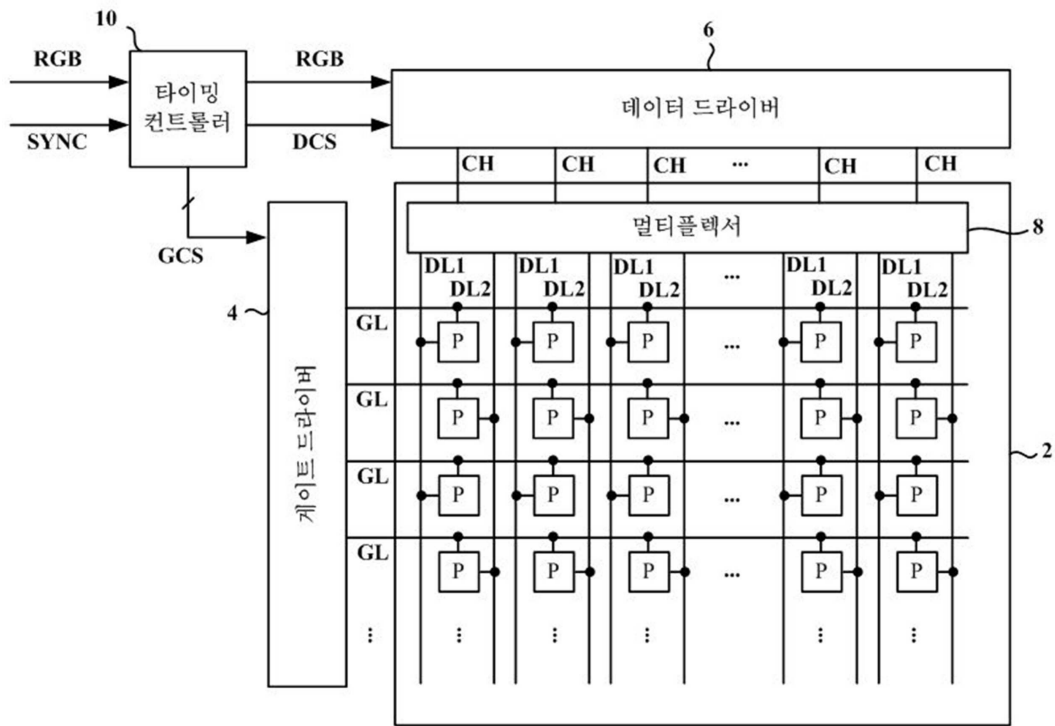 10
6
RGB
RGB
타이밍
컨트롤러
데이터 드라이버
SYNC
DCS
CH CH CH ... CH CH
멀티플렉서
8
GCS
DL1 DL1 DL1 ... DL1 DL1
DL2 DL2 DL2 DL2 DL2
4
게이트 드라이버
GL
P P P ... P P
GL
P P P ... P P
2
GL
P P P ... P P
GL
P P P ... P P
... ... ... ... ... ...